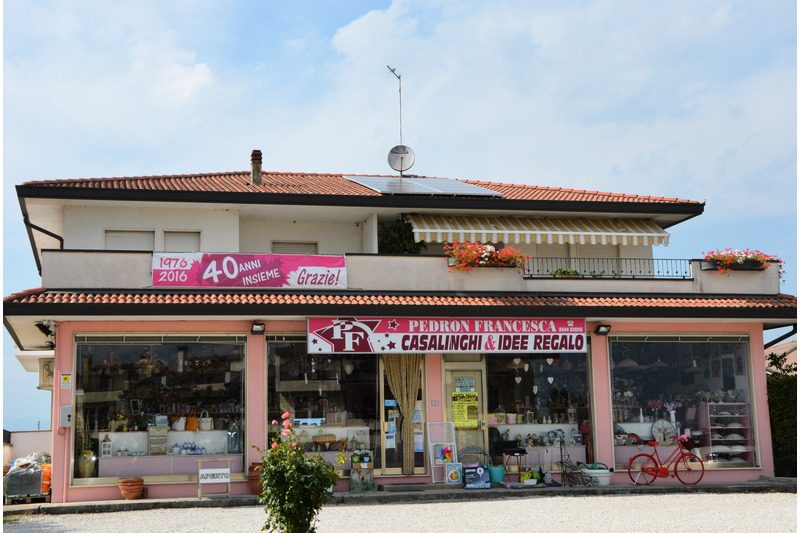 1976
2016
40 ANNI
INSIEME
Grazie!
PF
PEDRON FRANCESCA
CASALINGHI & IDEE REGALO
APERTO